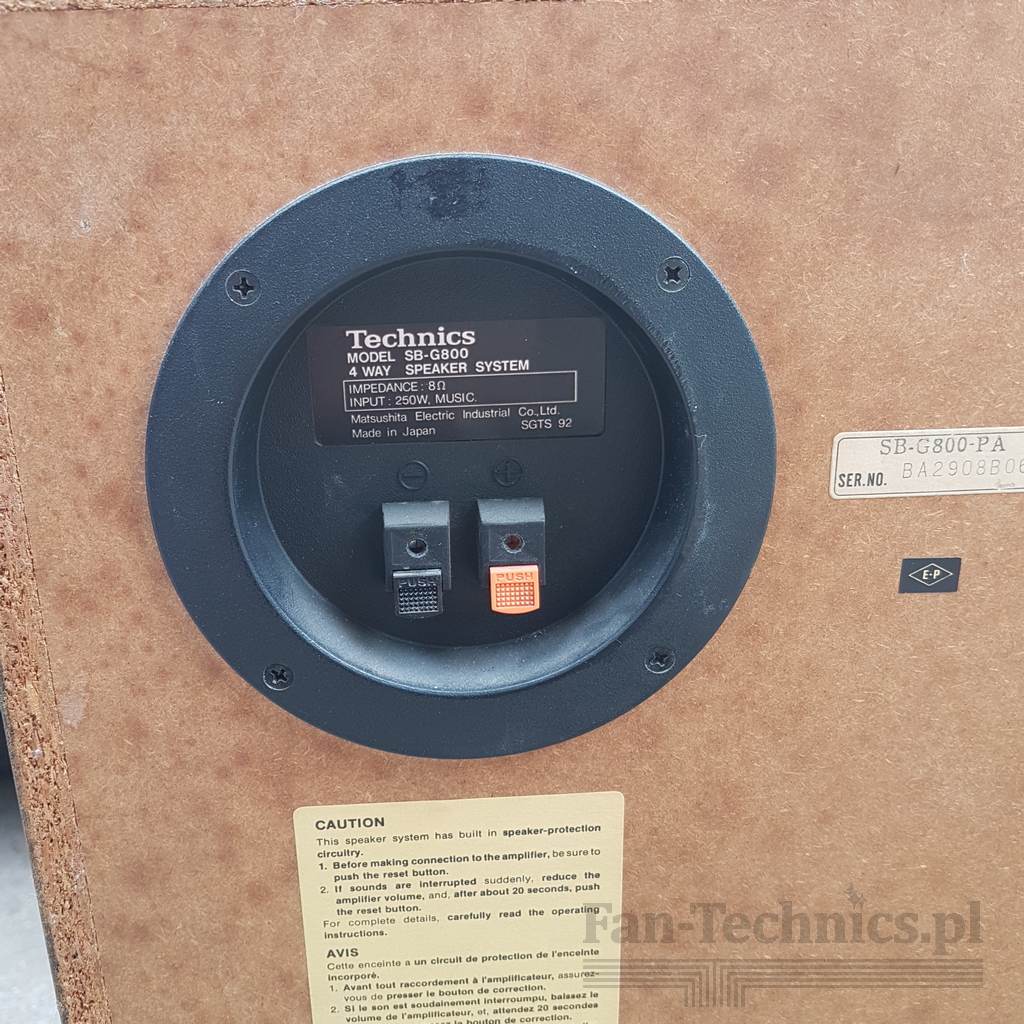 Technics
MODEL SB-G800
4 WAY SPEAKER SYSTEM
IMPEDANCE : 8Ω
INPUT : 250W, MUSIC.
Matsushita Electric Industrial Co.,Ltd.
Made in Japan SGTS 92
PUSH PUSH
SB-G800-PA
SER.NO. BA2908B06
E-P
CAUTION
This speaker system has built in speaker-protection
circuitry.
1. Before making connection to the amplifier, be sure to
push the reset button.
2. If sounds are interrupted suddenly, reduce the
amplifier volume, and, after about 20 seconds, push
the reset button.
For complete details, carefully read the operating
instructions.
AVIS
Cette enceinte a un circuit de protection de l'enceinte
incorporé.
1. Avant tout raccordement à l'amplificateur, assurez-
vous de presser le bouton de correction.
2. Si le son est soudainement interroumpu, baissez le
volume de l'amplificateur, et, attendez 20 secondes
le bouton de correction.
Fan-Technics.pl